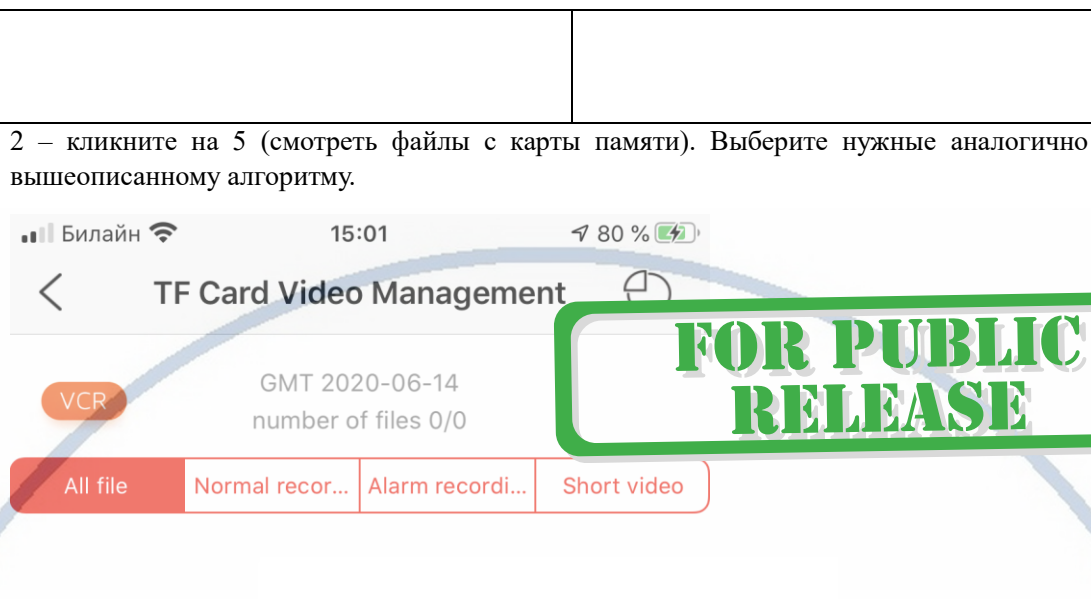 2 – кликните на 5 (смотреть файлы с карты памяти). Выберите нужные аналогично
вышеописанному алгоритму.
Билайн 15:01 80 %
TF Card Video Management
FOR PUBLIC
RELEASE
VCR
GMT 2020-06-14
number of files 0/0
All file Normal recor... Alarm recordi... Short video